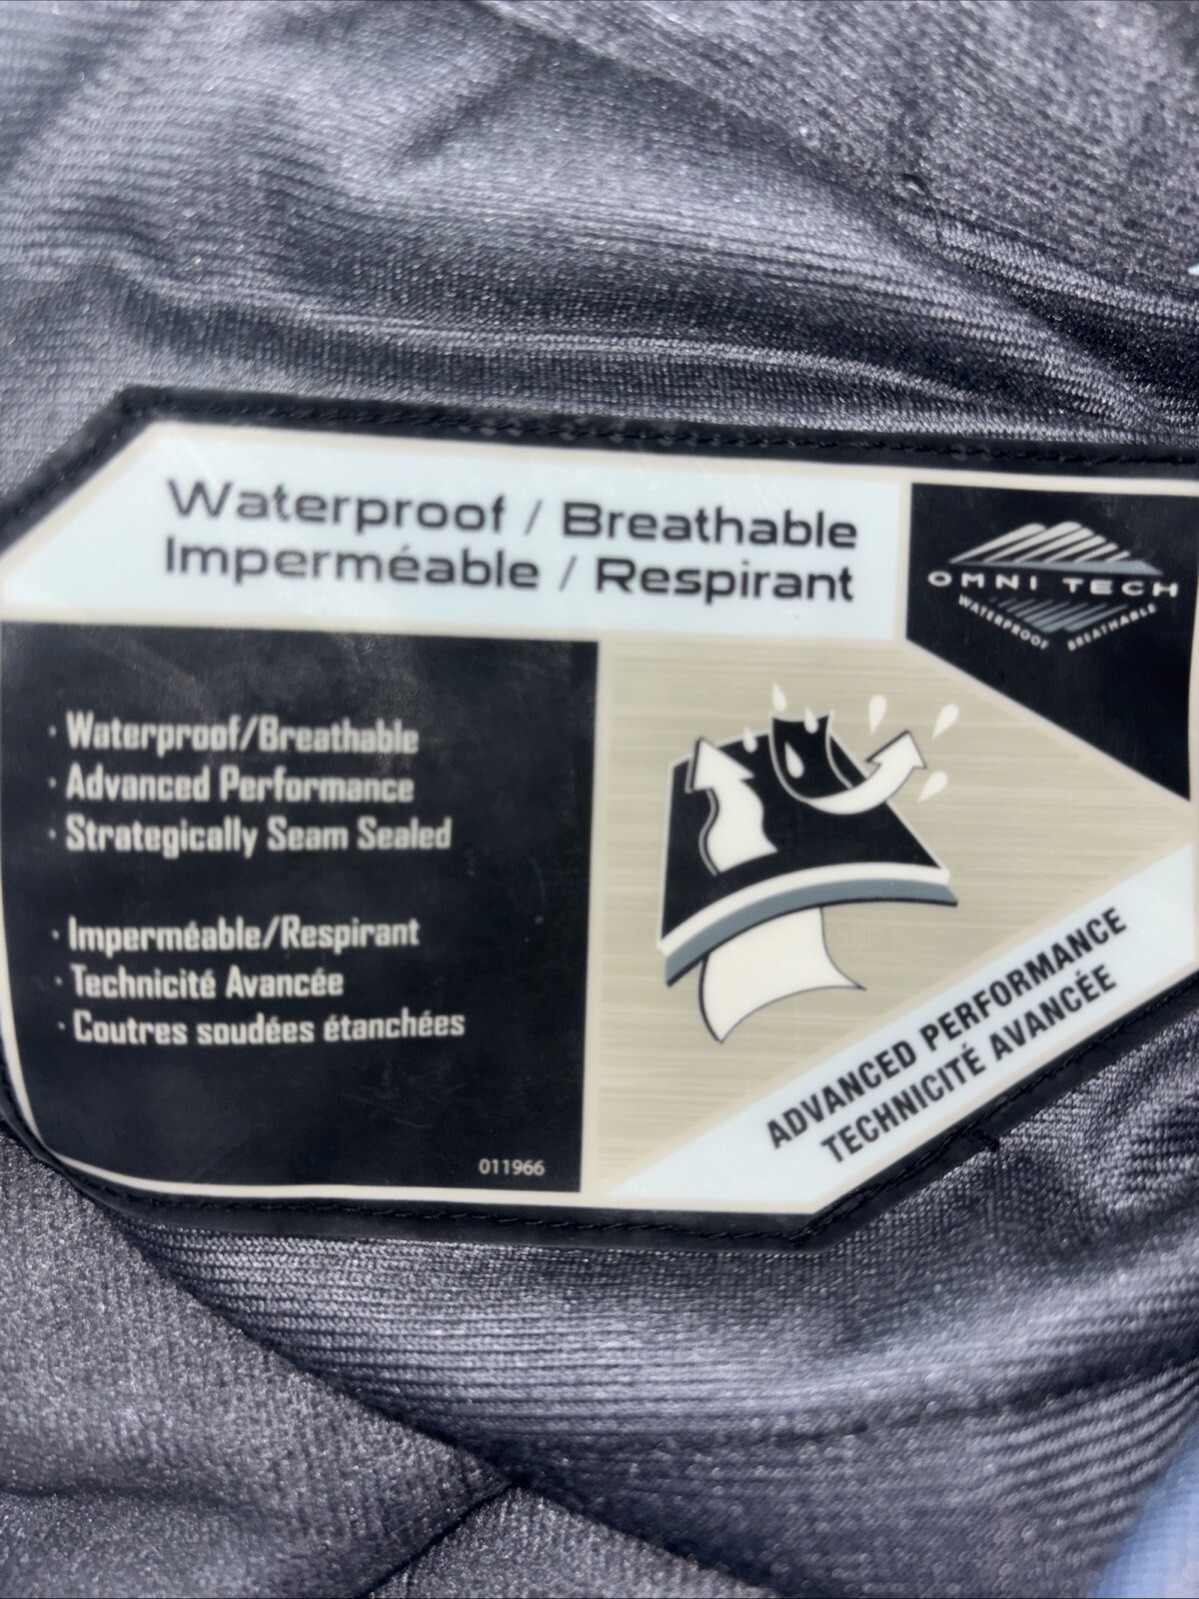 Waterproof / Breathable
Imperméable / Respirant
OMNI TECH
WATERPROOF BREATHABLE
· Waterproof/Breathable
· Advanced Performance
· Strategically Seam Sealed
· Imperméable/Respirant
· Technicité Avancée
· Coutres soudées étanchées
011966
ADVANCED PERFORMANCE
TECHNICITÉ AVANCÉE